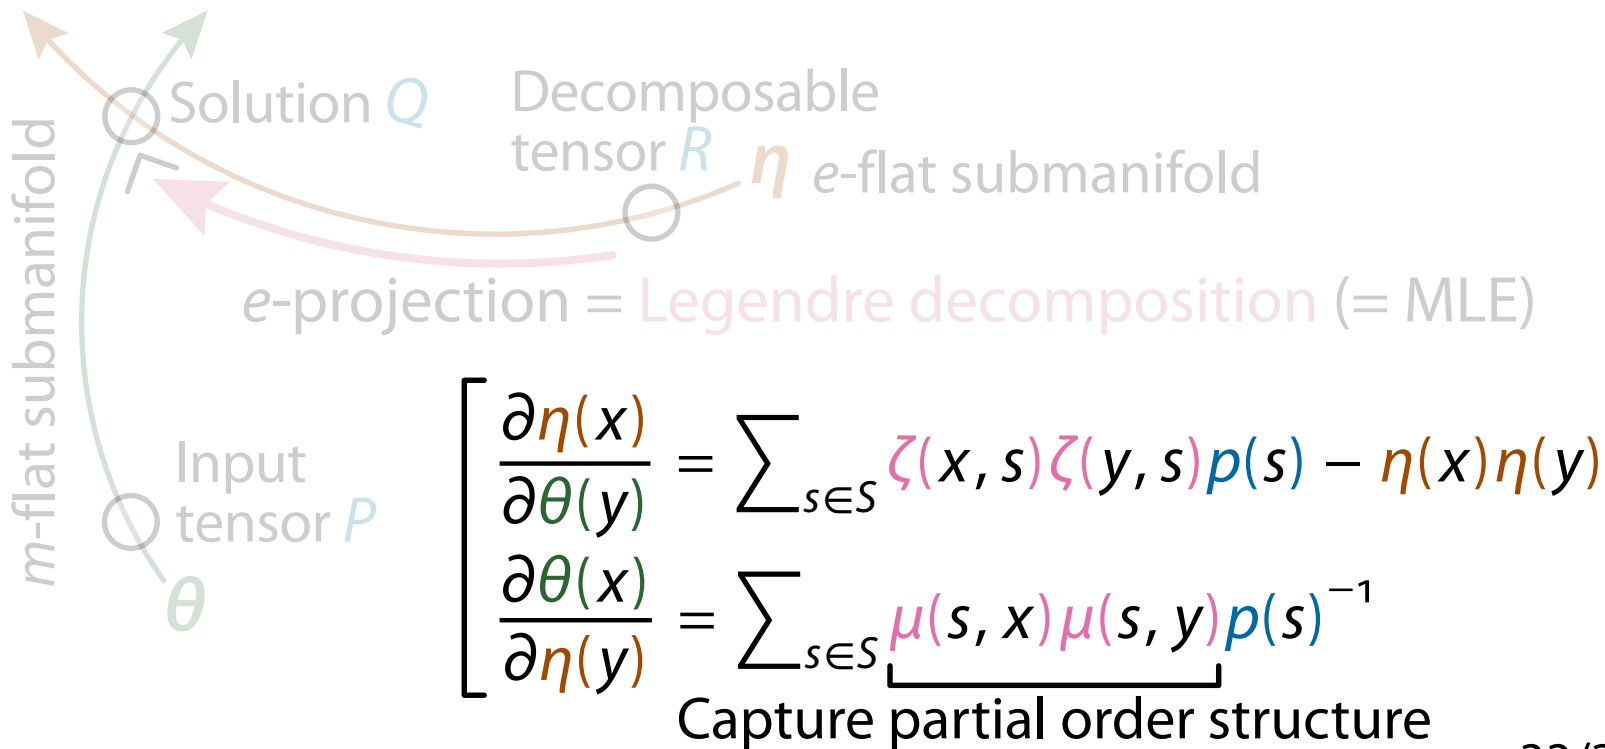 Solution Q
Decomposable
tensor R
η e-flat submanifold
m-flat submanifold
e-projection = Legendre decomposition (= MLE)
Input
tensor P
θ
∂η(x)/∂θ(y) = ∑_{s∈S} ζ(x, s)ζ(y, s)p(s) − η(x)η(y)
∂θ(x)/∂η(y) = ∑_{s∈S} μ(s, x)μ(s, y)p(s)⁻¹
Capture partial order structure